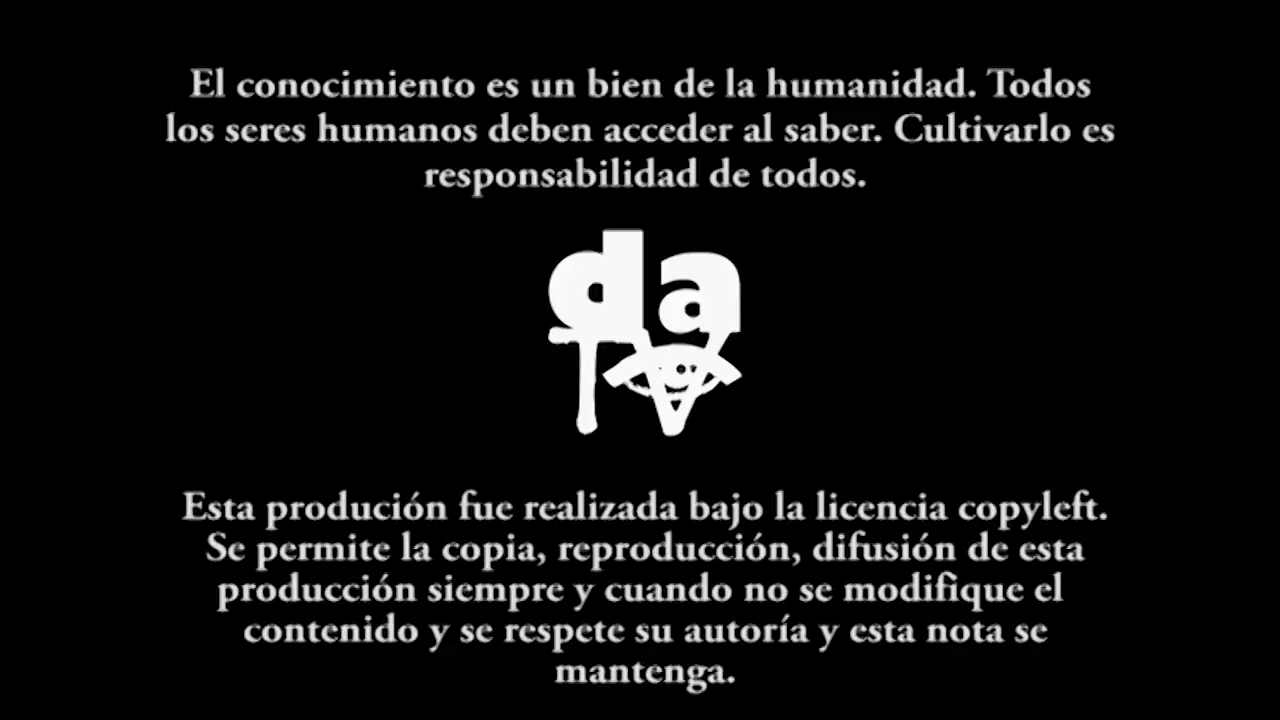 El conocimiento es un bien de la humanidad. Todos
los seres humanos deben acceder al saber. Cultivarlo es
responsabilidad de todos.
da
TV
Esta produción fue realizada bajo la licencia copyleft.
Se permite la copia, reproducción, difusión de esta
producción siempre y cuando no se modifique el
contenido y se respete su autoría y esta nota se
mantenga.